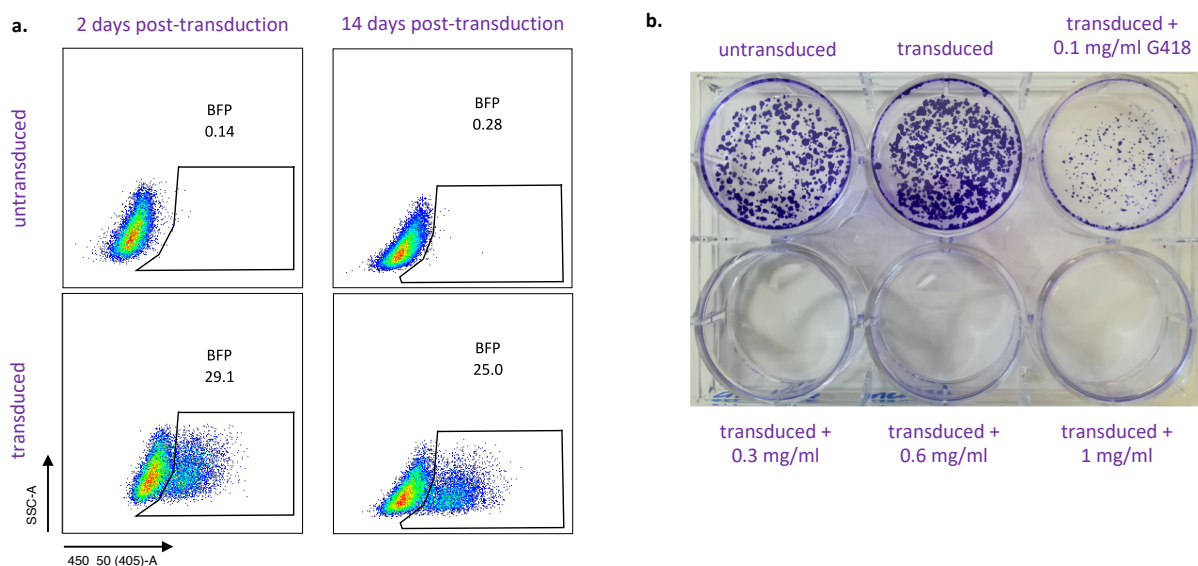 a.
2 days post-transduction
14 days post-transduction
untransduced
BFP
0.14
BFP
0.28
transduced
BFP
29.1
BFP
25.0
SSC-A
450_50 (405)-A
b.
untransduced
transduced
transduced +
0.1 mg/ml G418
transduced +
0.3 mg/ml
transduced +
0.6 mg/ml
transduced +
1 mg/ml